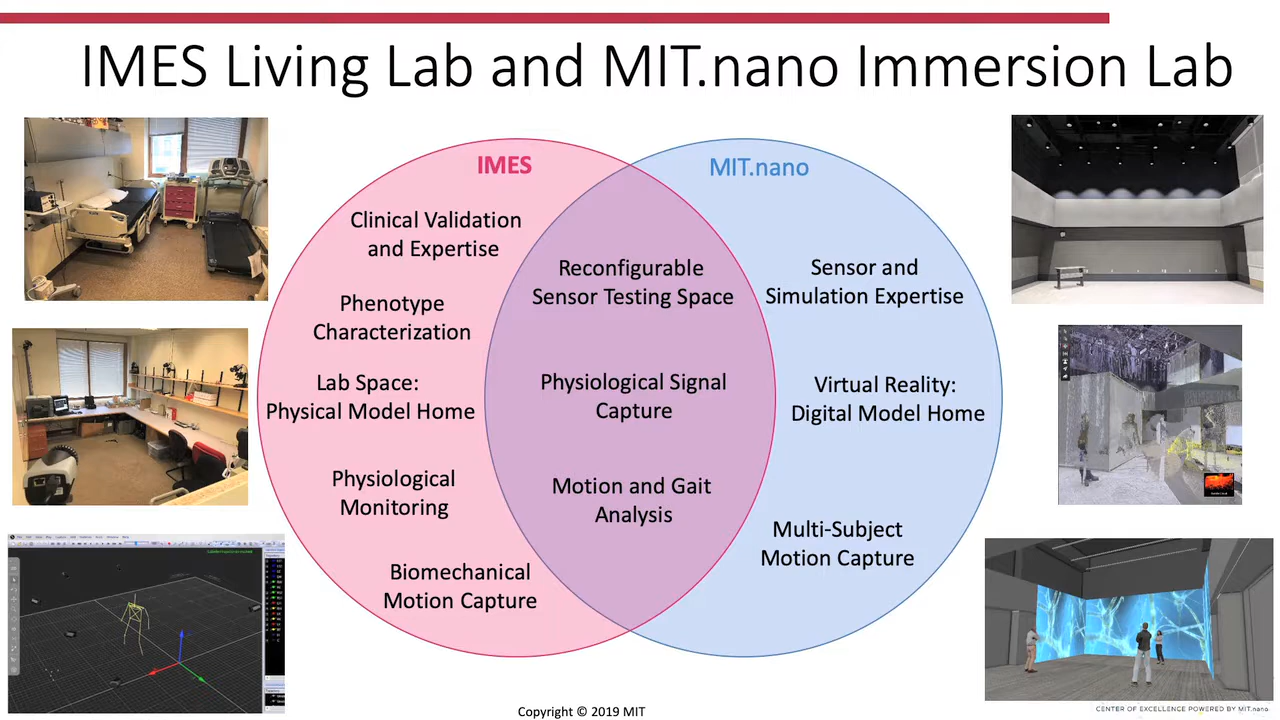 IMES Living Lab and MIT.nano Immersion Lab
IMES
MIT.nano
Clinical Validation
and Expertise
Phenotype
Characterization
Lab Space:
Physical Model Home
Physiological
Monitoring
Biomechanical
Motion Capture
Reconfigurable
Sensor Testing Space
Physiological Signal
Capture
Motion and Gait
Analysis
Sensor and
Simulation Expertise
Virtual Reality:
Digital Model Home
Multi-Subject
Motion Capture
Copyright © 2019 MIT
CENTER OF EXCELLENCE POWERED BY MIT.nano